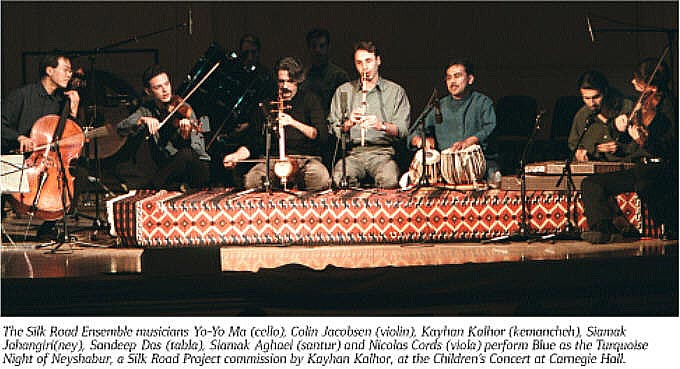 The Silk Road Ensemble musicians Yo-Yo Ma (cello), Colin Jacobsen (violin), Kayhan Kalhor (kemancheh), Siamak
Jahangiri(ney), Sandeep Das (tabla), Siamak Aghaei (santur) and Nicolas Cords (viola) perform Blue as the Turquoise
Night of Neyshabur, a Silk Road Project commission by Kayhan Kalhor, at the Children's Concert at Carnegie Hall.